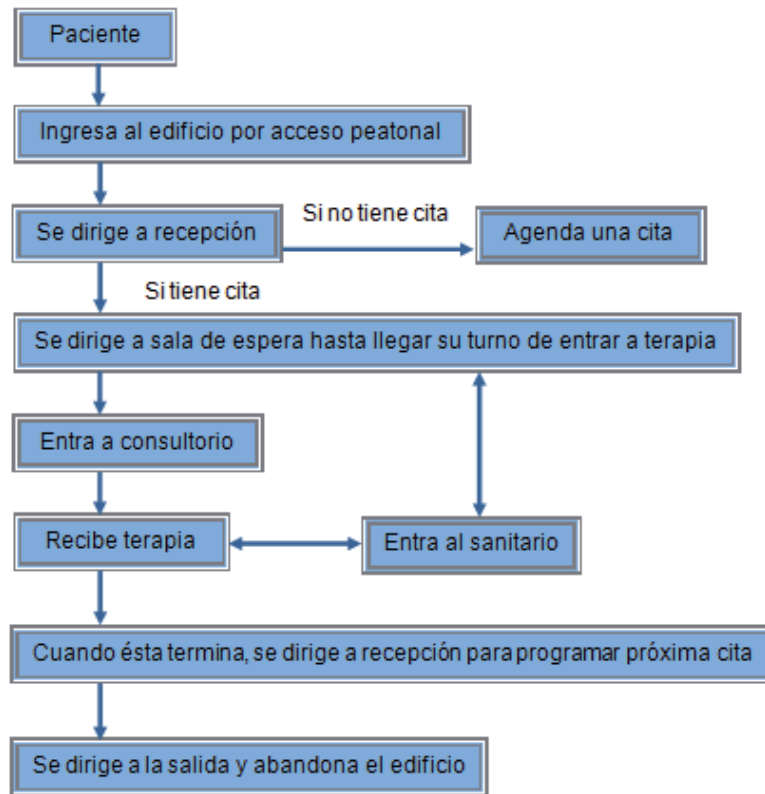 Paciente
Ingresa al edificio por acceso peatonal
Se dirige a recepción
Si no tiene cita
Agenda una cita
Si tiene cita
Se dirige a sala de espera hasta llegar su turno de entrar a terapia
Entra a consultorio
Recibe terapia
Entra al sanitario
Cuando ésta termina, se dirige a recepción para programar próxima cita
Se dirige a la salida y abandona el edificio